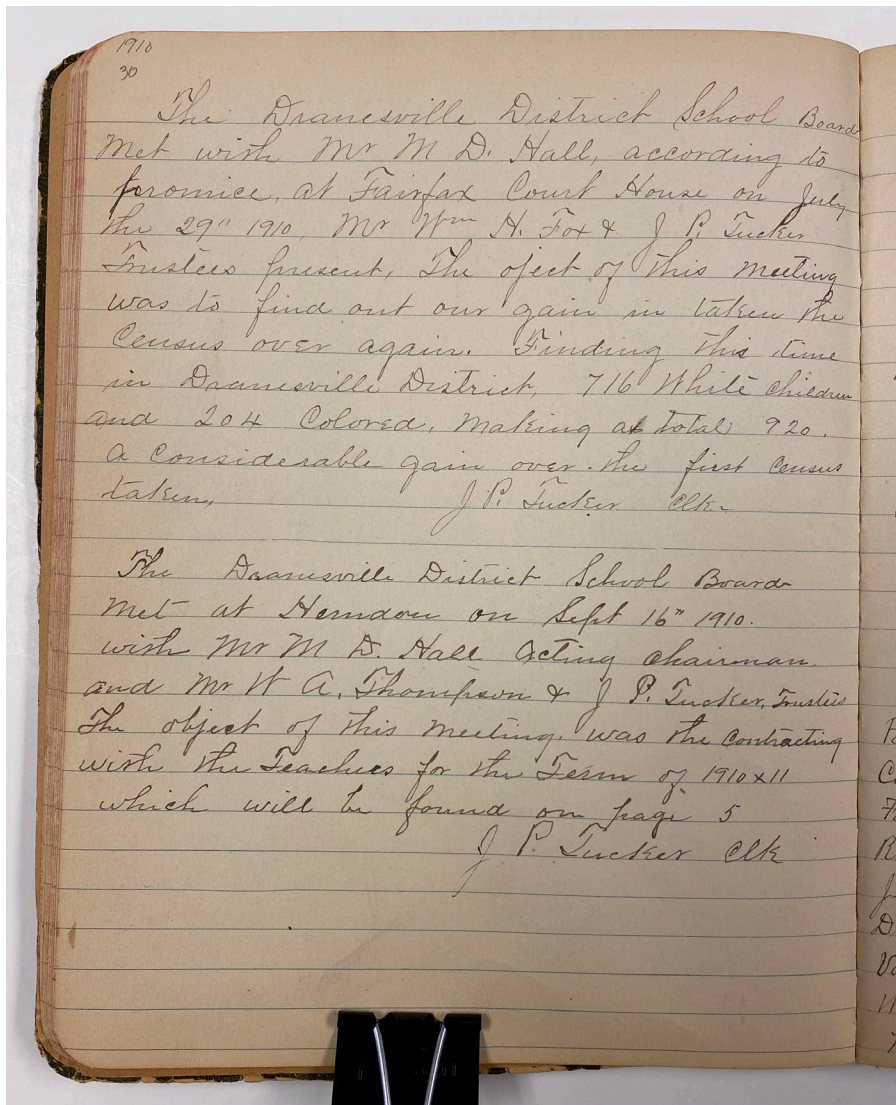 1910
30
The Dranesville District School Board
Met with Mr M D. Hall, according to
promice, at Fairfax Court House on July
the 29" 1910, Mr Wm H. Fox & J P. Tucker
Trustees present, The oject of this meeting
was to find out our gain in taken the
Census over again. Finding this time
in Dranesville District, 716 White children
and 204 Colored, Making a total 920.
a considerable gain over the first Census
taken, J P. Tucker Clk.
The Dranesville District School Board
Met at Herndon on Sept 16" 1910.
with Mr M D. Hall acting chairman.
and Mr W A. Thompson & J P. Tucker, Trustees
The object of this meeting. was the contracting
with the Teachers for the Term of 1910 x 11
which will be found on page 5
J P. Tucker Clk